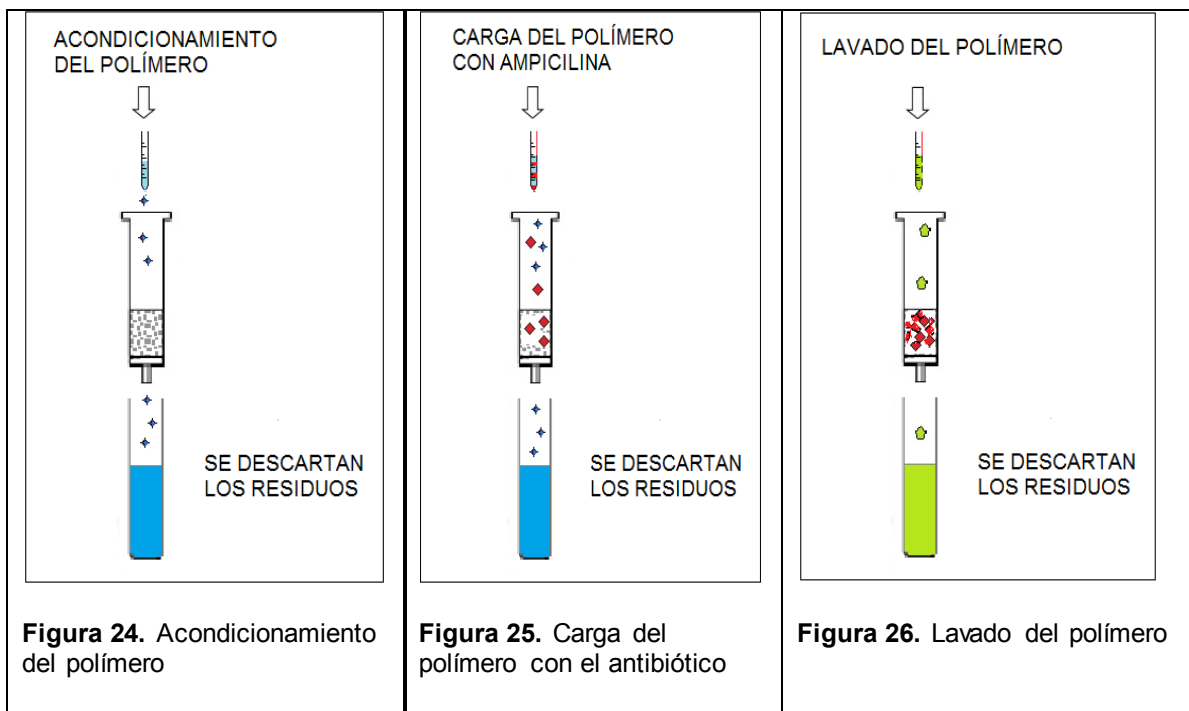 ACONDICIONAMIENTO
DEL POLÍMERO
SE DESCARTAN
LOS RESIDUOS
Figura 24. Acondicionamiento
del polímero
CARGA DEL POLÍMERO
CON AMPICILINA
SE DESCARTAN
LOS RESIDUOS
Figura 25. Carga del
polímero con el antibiótico
LAVADO DEL POLÍMERO
SE DESCARTAN
LOS RESIDUOS
Figura 26. Lavado del polímero